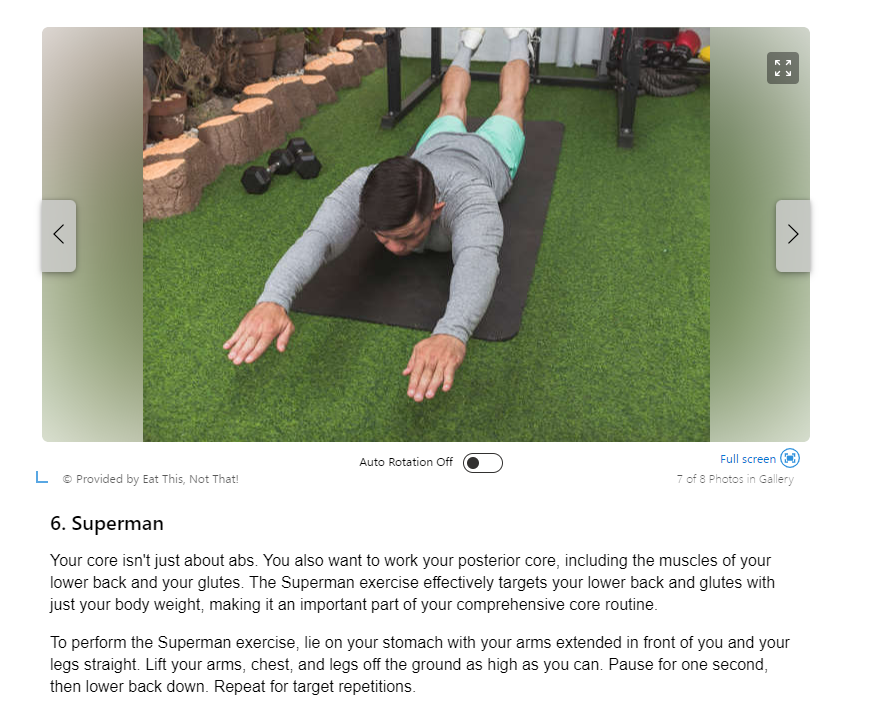 Auto Rotation Off
Full screen
© Provided by Eat This, Not That!
7 of 8 Photos in Gallery
6. Superman
Your core isn't just about abs. You also want to work your posterior core, including the muscles of your
lower back and your glutes. The Superman exercise effectively targets your lower back and glutes with
just your body weight, making it an important part of your comprehensive core routine.
To perform the Superman exercise, lie on your stomach with your arms extended in front of you and your
legs straight. Lift your arms, chest, and legs off the ground as high as you can. Pause for one second,
then lower back down. Repeat for target repetitions.